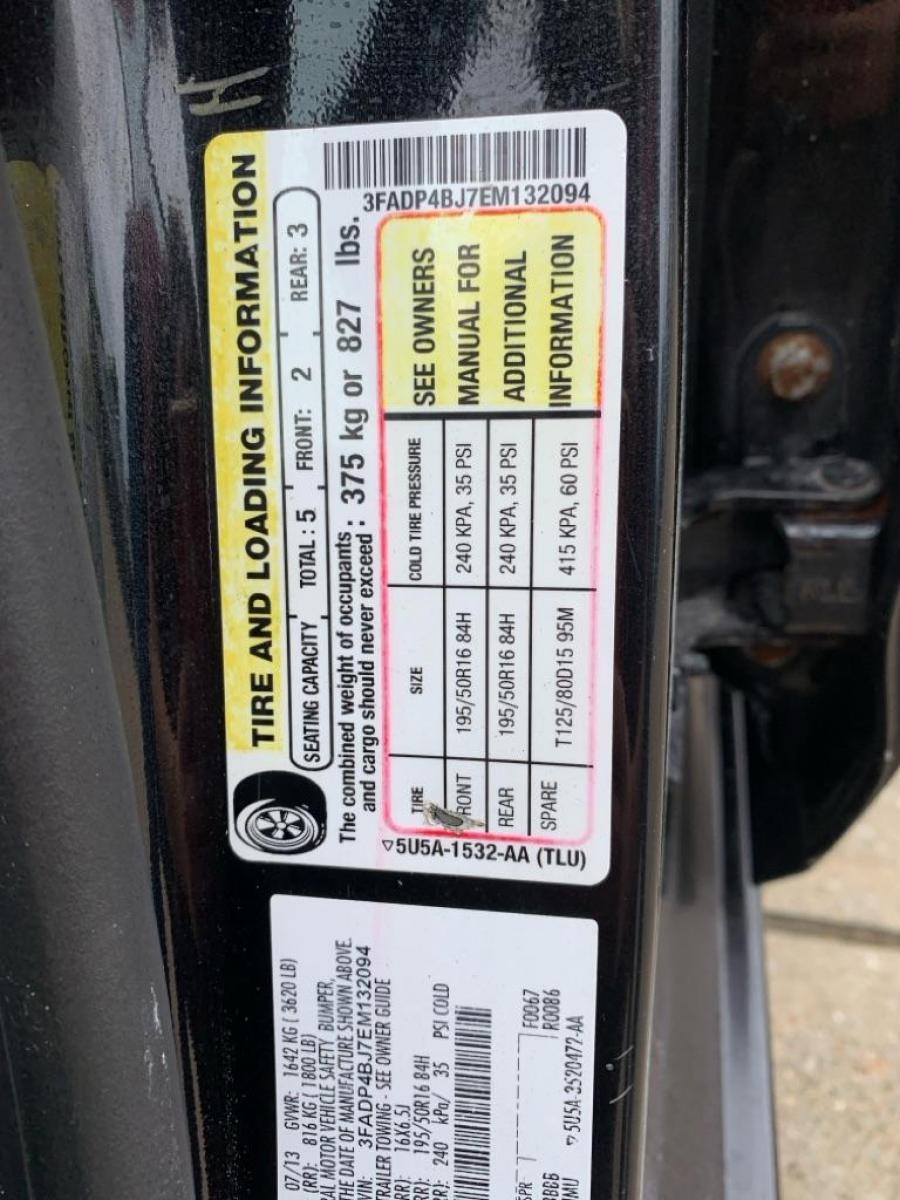 TIRE AND LOADING INFORMATION
SEATING CAPACITY TOTAL : 5 FRONT: 2 REAR: 3
The combined weight of occupants and cargo should never exceed : 375 kg or 827 lbs.
3FADP4BJ7EM132094
TIRE SIZE COLD TIRE PRESSURE
RONT 195/50R16 84H 240 KPA, 35 PSI
REAR 195/50R16 84H 240 KPA, 35 PSI
SPARE T125/80D15 95M 415 KPA, 60 PSI
SEE OWNERS
MANUAL FOR
ADDITIONAL
INFORMATION
5U5A-1532-AA (TLU)
07/13 GVWR: 1642 KG ( 3620 LB)
(RR): 816 KG ( 1800 LB)
MOTOR VEHICLE SAFETY BUMPER,
THE DATE OF MANUFACTURE SHOWN ABOVE.
VIN: 3FADP4BJ7EM132094
TRAILER TOWING - SEE OWNER GUIDE
RR): 16X6.5J
RR): 195/50R16 84H
R): 240 kPa/ 35 PSI COLD
F0067
R0086
5U5A-3520472-AA